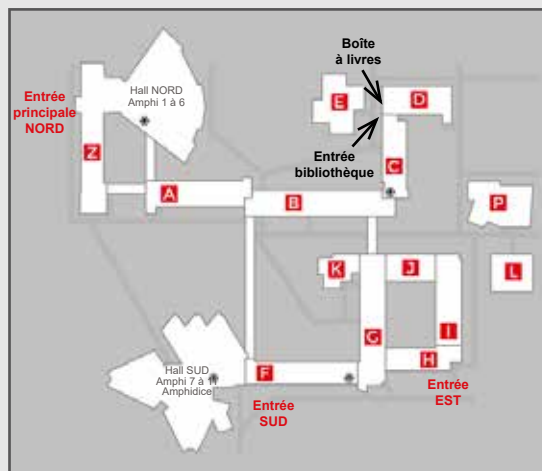 Boîte
à livres
Hall NORD
Amphi 1 à 6
Entrée
principale
NORD
E
D
Z
Entrée
bibliothèque
C
A
B
P
K
J
L
G
I
Hall SUD
Amphi 7 à 11
Amphidice
F
H
Entrée
SUD
Entrée
EST